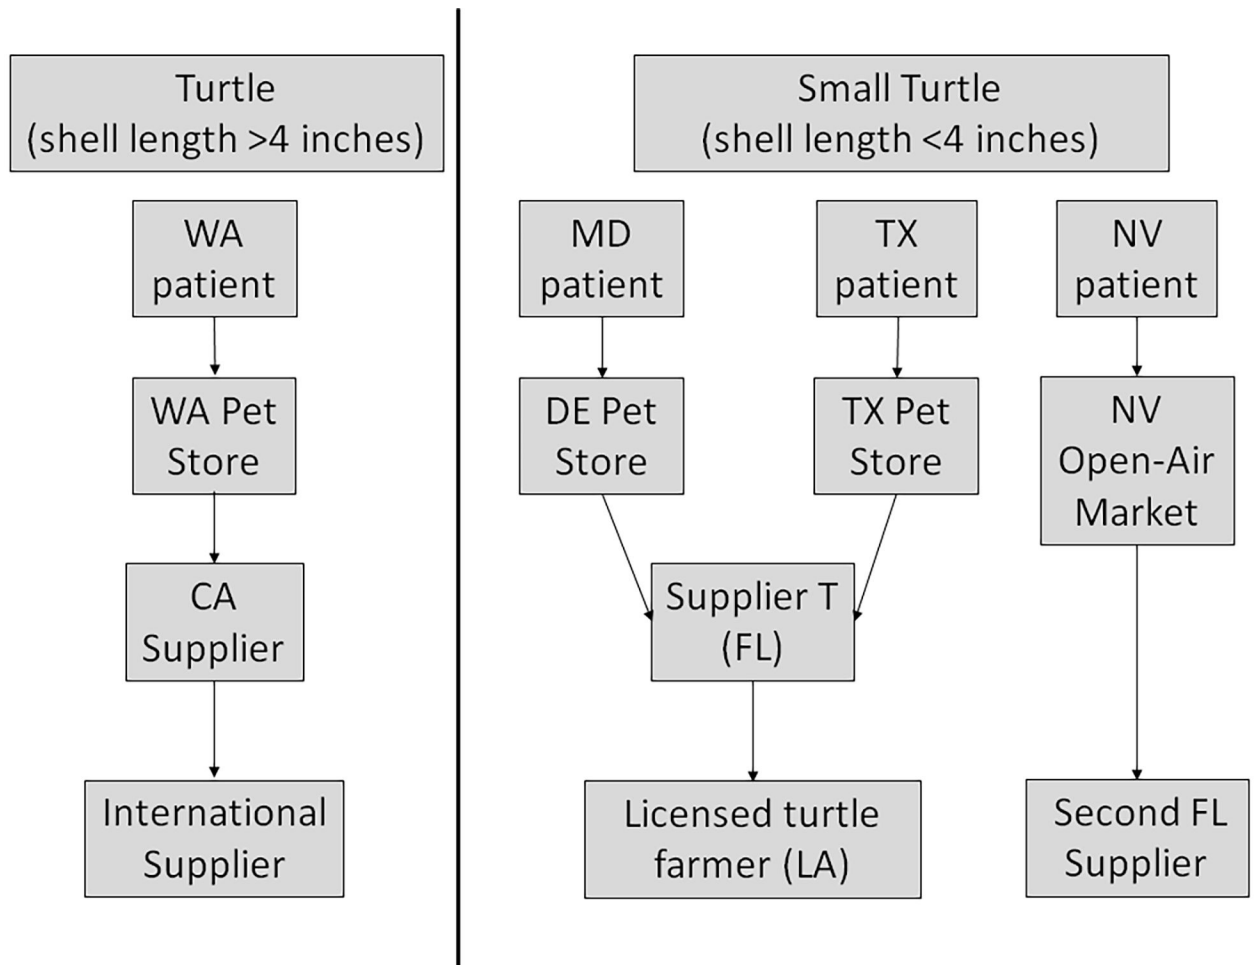 Turtle
(shell length >4 inches)
WA
patient
WA Pet
Store
CA
Supplier
International
Supplier
Small Turtle
(shell length <4 inches)
MD
patient
TX
patient
NV
patient
DE Pet
Store
TX Pet
Store
NV
Open-Air
Market
Supplier T
(FL)
Licensed turtle
farmer (LA)
Second FL
Supplier